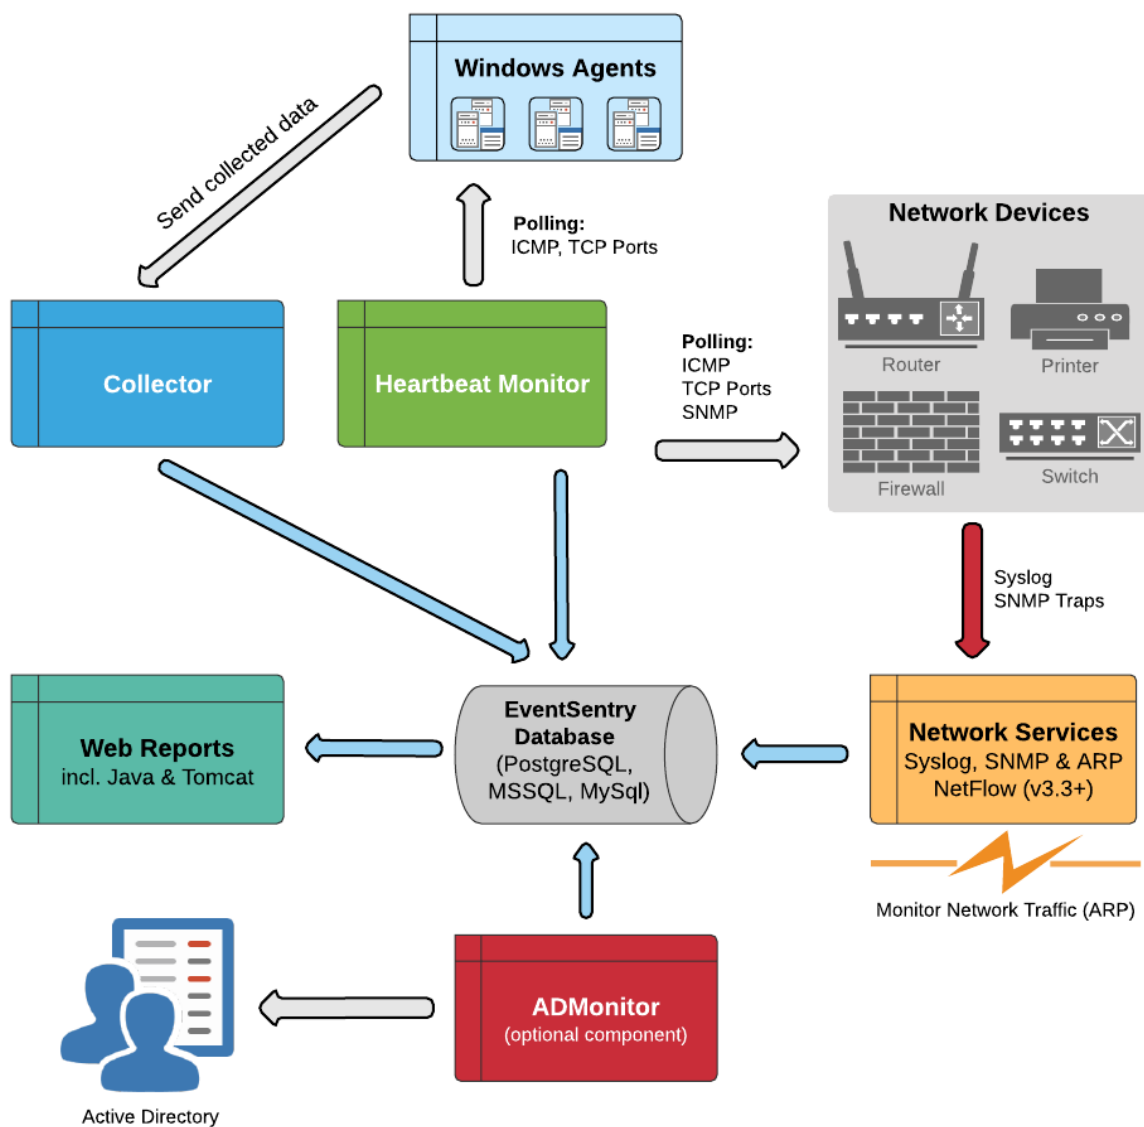 Windows Agents
Send collected data
Polling:
ICMP, TCP Ports
Network Devices
Router
Printer
Firewall
Switch
Collector
Heartbeat Monitor
Polling:
ICMP
TCP Ports
SNMP
Syslog
SNMP Traps
Web Reports
incl. Java & Tomcat
EventSentry
Database
(PostgreSQL,
MSSQL, MySql)
Network Services
Syslog, SNMP & ARP
NetFlow (v3.3+)
Monitor Network Traffic (ARP)
ADMonitor
(optional component)
Active Directory